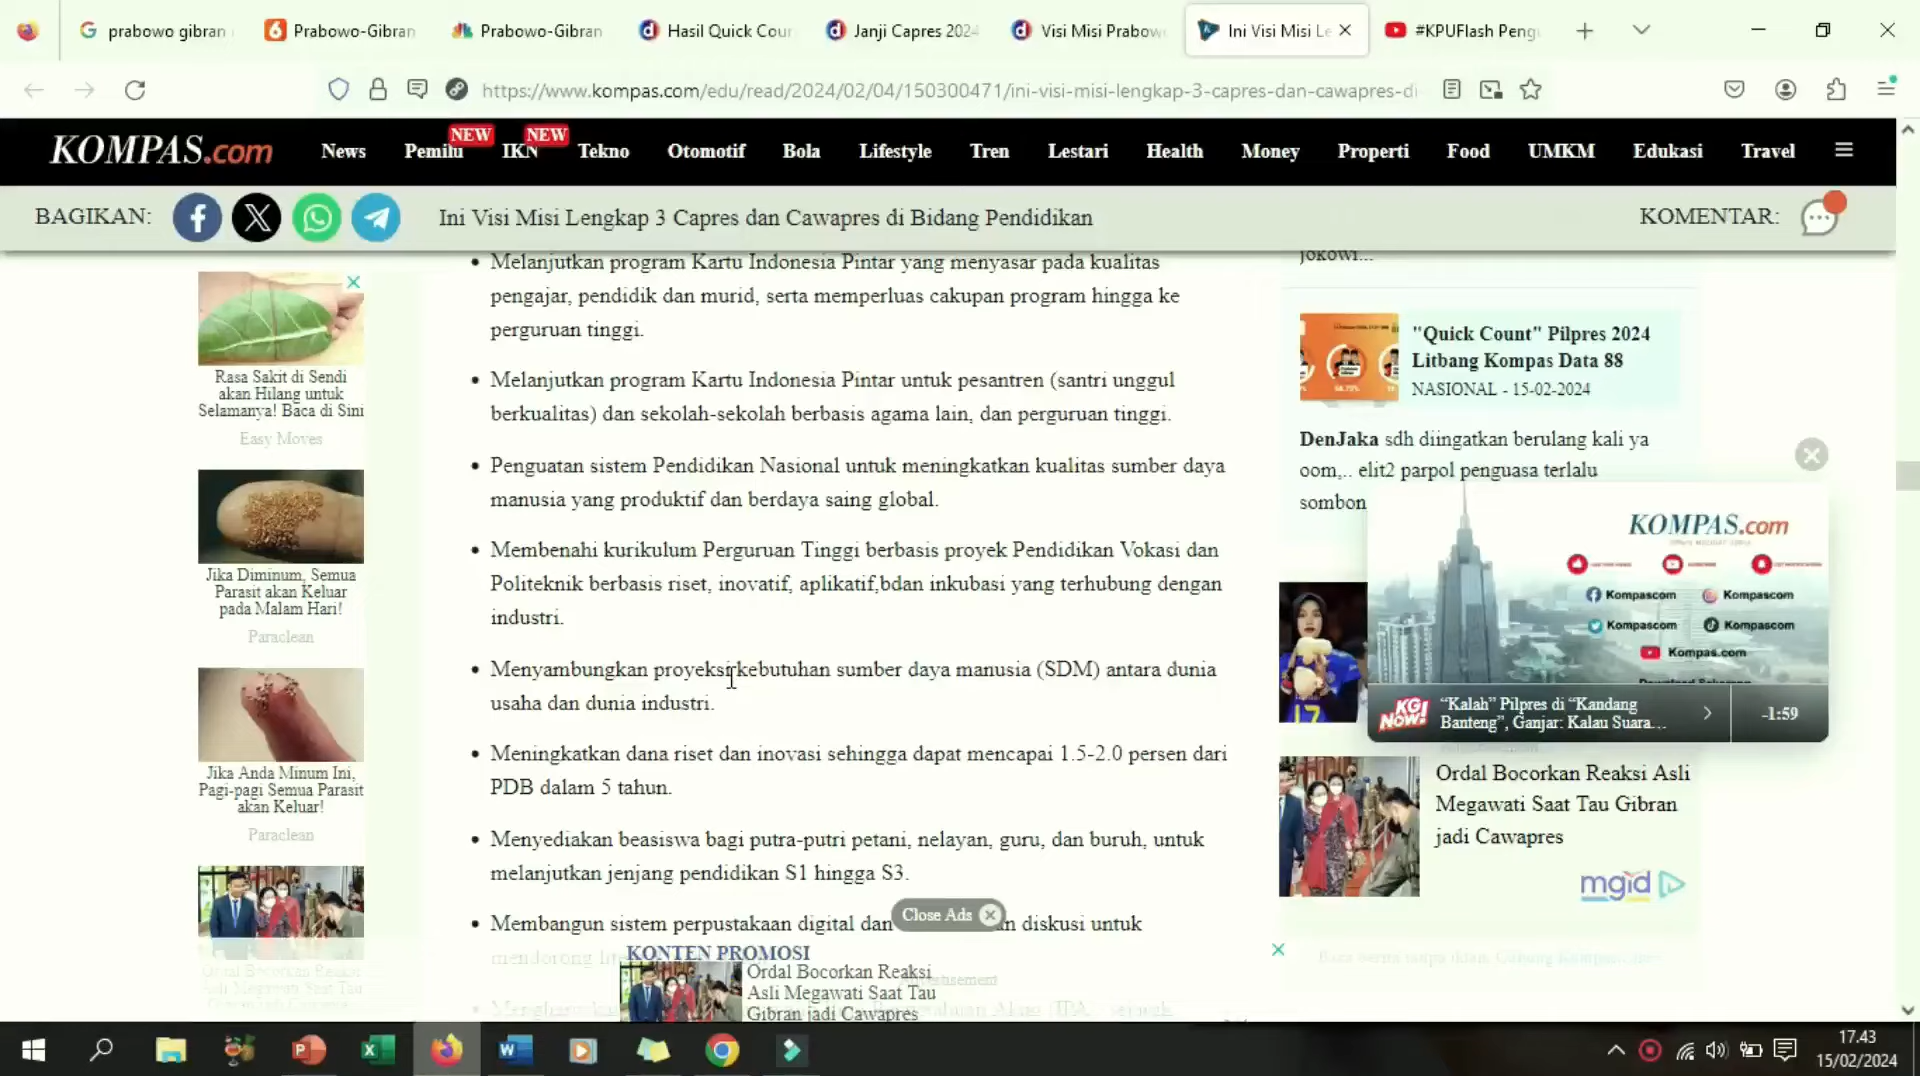 prabowo gibran
Prabowo-Gibran
Prabowo-Gibran
Hasil Quick Cour
Janji Capres 2024
Visi Misi Prabow
Ini Visi Misi Le
#KPUFlash Peng
https://www.kompas.com/edu/read/2024/02/04/150300471/ini-visi-misi-lengkap-3-capres-dan-cawapres-di
KOMPAS.com
News
Pemilu
NEW
IKN
NEW
Tekno
Otomotif
Bola
Lifestyle
Tren
Lestari
Health
Money
Properti
Food
UMKM
Edukasi
Travel
BAGIKAN:
Ini Visi Misi Lengkap 3 Capres dan Cawapres di Bidang Pendidikan
KOMENTAR:
Rasa Sakit di Sendi
akan Hilang untuk
Selamanya! Baca di Sini
Easy Moves
Jika Diminum, Semua
Parasit akan Keluar
pada Malam Hari!
Paraclean
Jika Anda Minum Ini,
Pagi-pagi Semua Parasit
akan Keluar!
Paraclean
Ordal Bocorkan Reaksi
Melanjutkan program Kartu Indonesia Pintar yang menyasar pada kualitas
pengajar, pendidik dan murid, serta memperluas cakupan program hingga ke
perguruan tinggi.
Melanjutkan program Kartu Indonesia Pintar untuk pesantren (santri unggul
berkualitas) dan sekolah-sekolah berbasis agama lain, dan perguruan tinggi.
Penguatan sistem Pendidikan Nasional untuk meningkatkan kualitas sumber daya
manusia yang produktif dan berdaya saing global.
Membenahi kurikulum Perguruan Tinggi berbasis proyek Pendidikan Vokasi dan
Politeknik berbasis riset, inovatif, aplikatif,bdan inkubasi yang terhubung dengan
industri.
Menyambungkan proyeksi kebutuhan sumber daya manusia (SDM) antara dunia
usaha dan dunia industri.
Meningkatkan dana riset dan inovasi sehingga dapat mencapai 1.5-2.0 persen dari
PDB dalam 5 tahun.
Menyediakan beasiswa bagi putra-putri petani, nelayan, guru, dan buruh, untuk
melanjutkan jenjang pendidikan S1 hingga S3.
Membangun sistem perpustakaan digital dan n diskusi untuk
mendorong
Close Ads
KONTEN PROMOSI
Ordal Bocorkan Reaksi
Asli Megawati Saat Tau
Gibran jadi Cawapres
Advertisement
jokowi...
"Quick Count" Pilpres 2024
Litbang Kompas Data 88
NASIONAL - 15-02-2024
DenJaka sdh diingatkan berulang kali ya
oom,.. elit2 parpol penguasa terlalu
sombon
KOMPAS.com
Kompascom
Kompascom
Kompascom
Kompascom
Kompas.com
KG NOW!
“Kalah” Pilpres di “Kandang
Banteng”, Ganjar: Kalau Suara...
-1:59
Ordal Bocorkan Reaksi Asli
Megawati Saat Tau Gibran
jadi Cawapres
mgid
17.43
15/02/2024